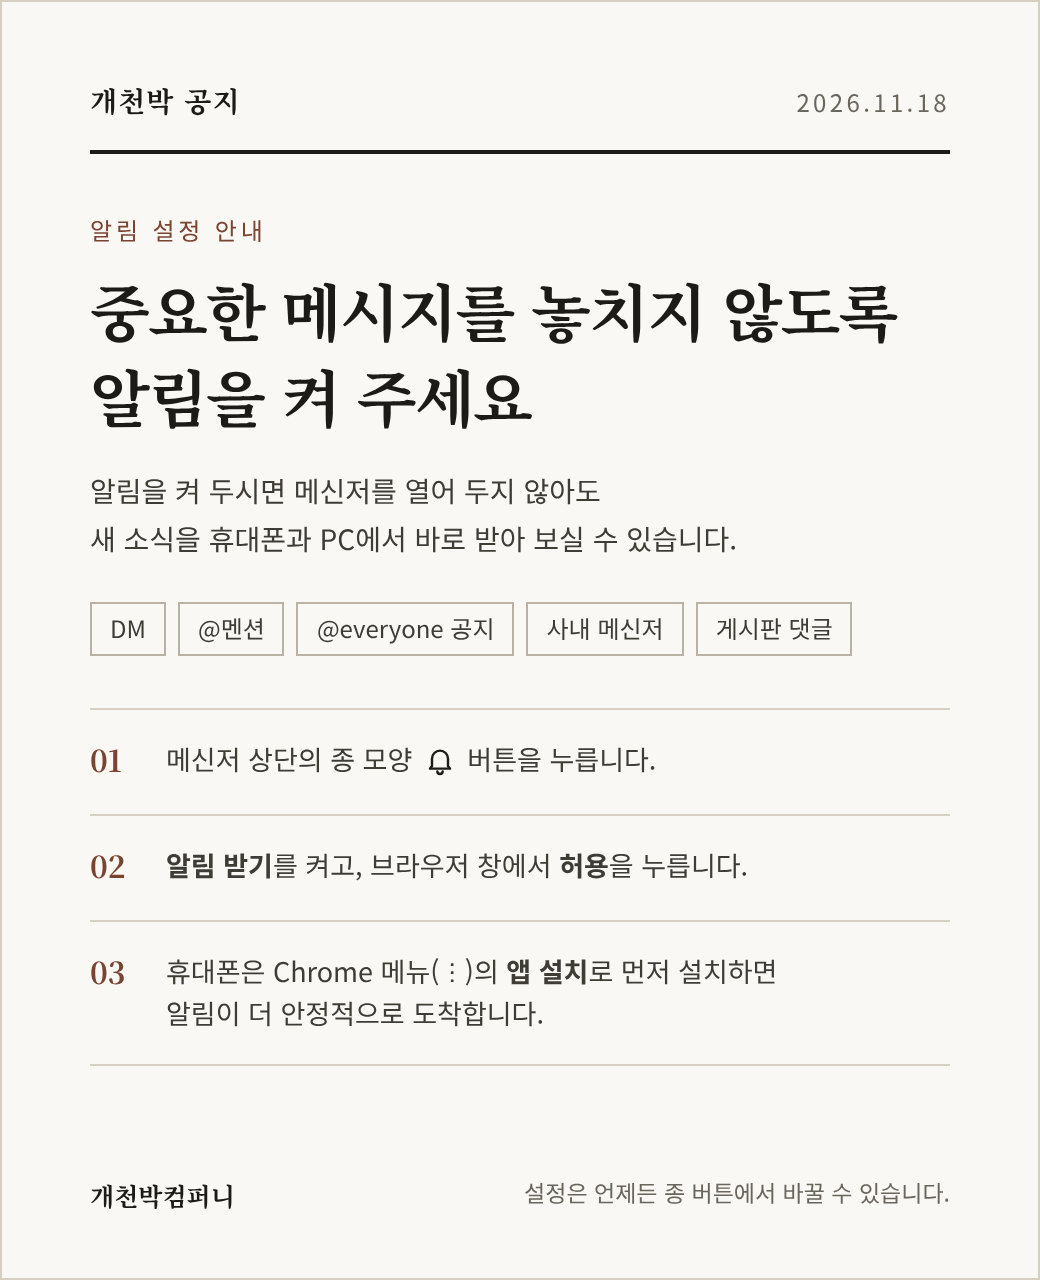 개천박 공지
2026.11.18
알림 설정 안내
중요한 메시지를 놓치지 않도록
알림을 켜 주세요
알림을 켜 두시면 메신저를 열어 두지 않아도
새 소식을 휴대폰과 PC에서 바로 받아 보실 수 있습니다.
DM
@멘션
@everyone 공지
사내 메신저
게시판 댓글
01 메신저 상단의 종 모양 버튼을 누릅니다.
02 알림 받기를 켜고, 브라우저 창에서 허용을 누릅니다.
03 휴대폰은 Chrome 메뉴(⋮)의 앱 설치로 먼저 설치하면
알림이 더 안정적으로 도착합니다.
개천박컴퍼니
설정은 언제든 종 버튼에서 바꿀 수 있습니다.